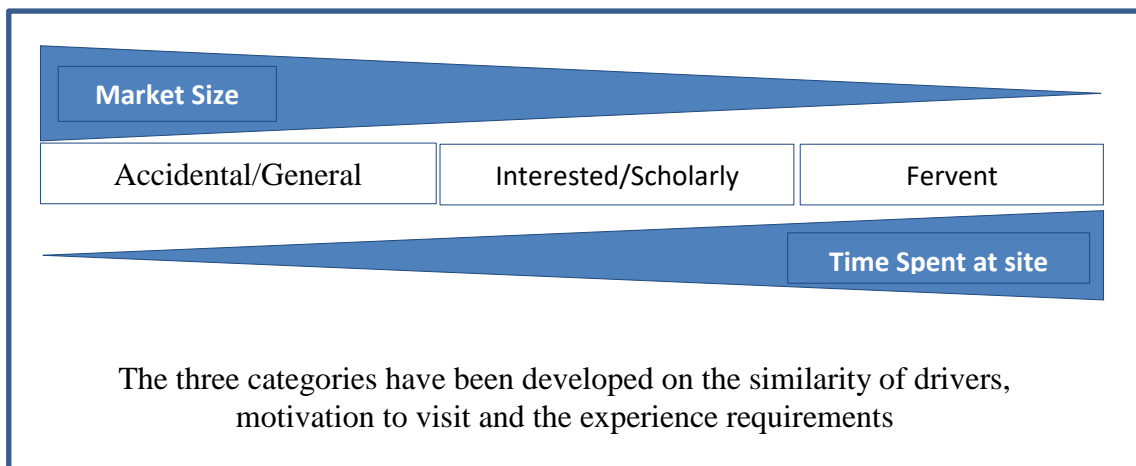 Market Size
Accidental/General
Interested/Scholarly
Fervent
Time Spent at site
The three categories have been developed on the similarity of drivers,
motivation to visit and the experience requirements